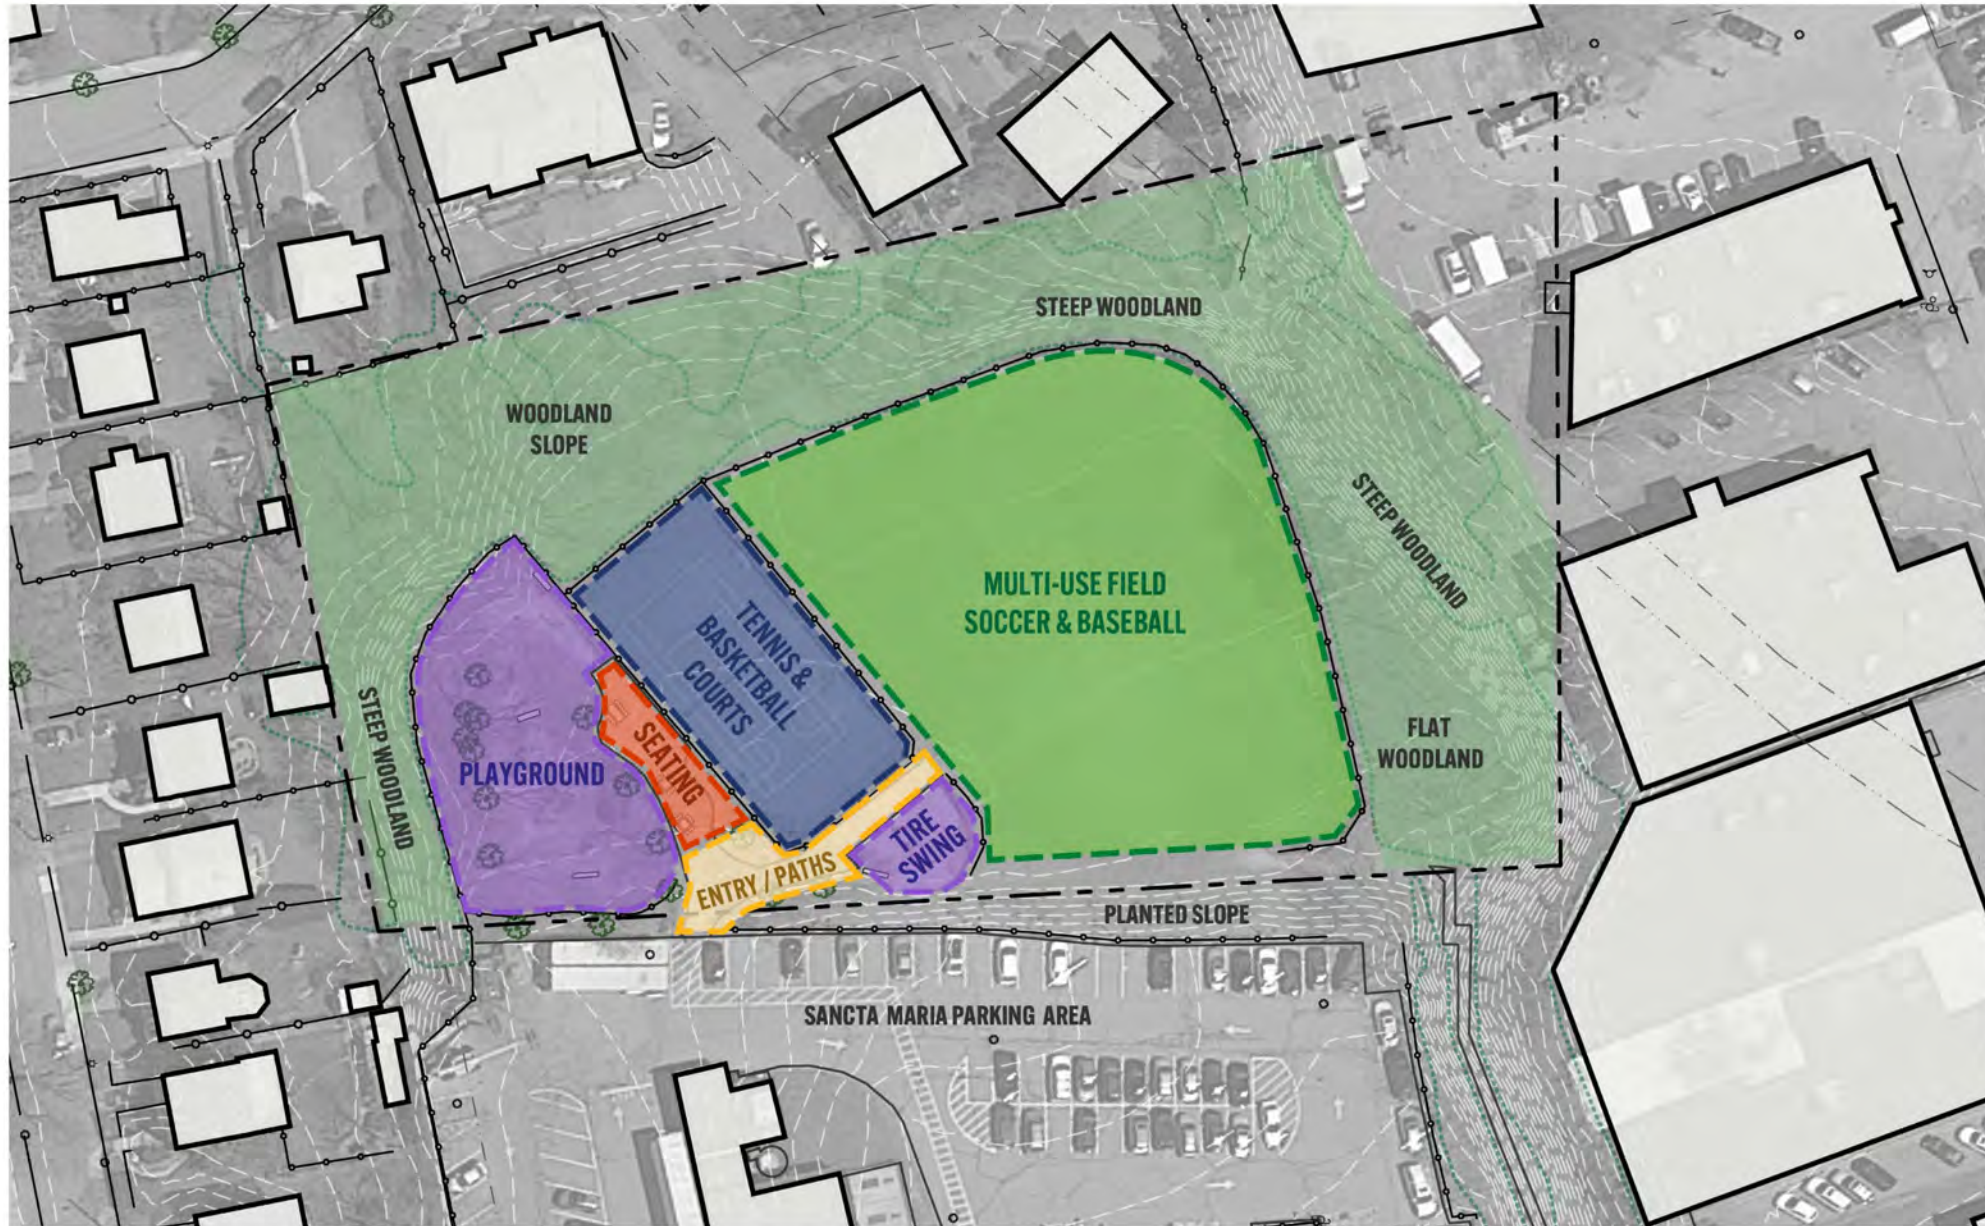 STEEP WOODLAND
WOODLAND
SLOPE
STEEP WOODLAND
MULTI-USE FIELD
SOCCER & BASEBALL
TENNIS &
BASKETBALL
COURTS
STEEP WOODLAND
SEATING
PLAYGROUND
FLAT
WOODLAND
TIRE
SWING
ENTRY / PATHS
PLANTED SLOPE
SANCTA MARIA PARKING AREA